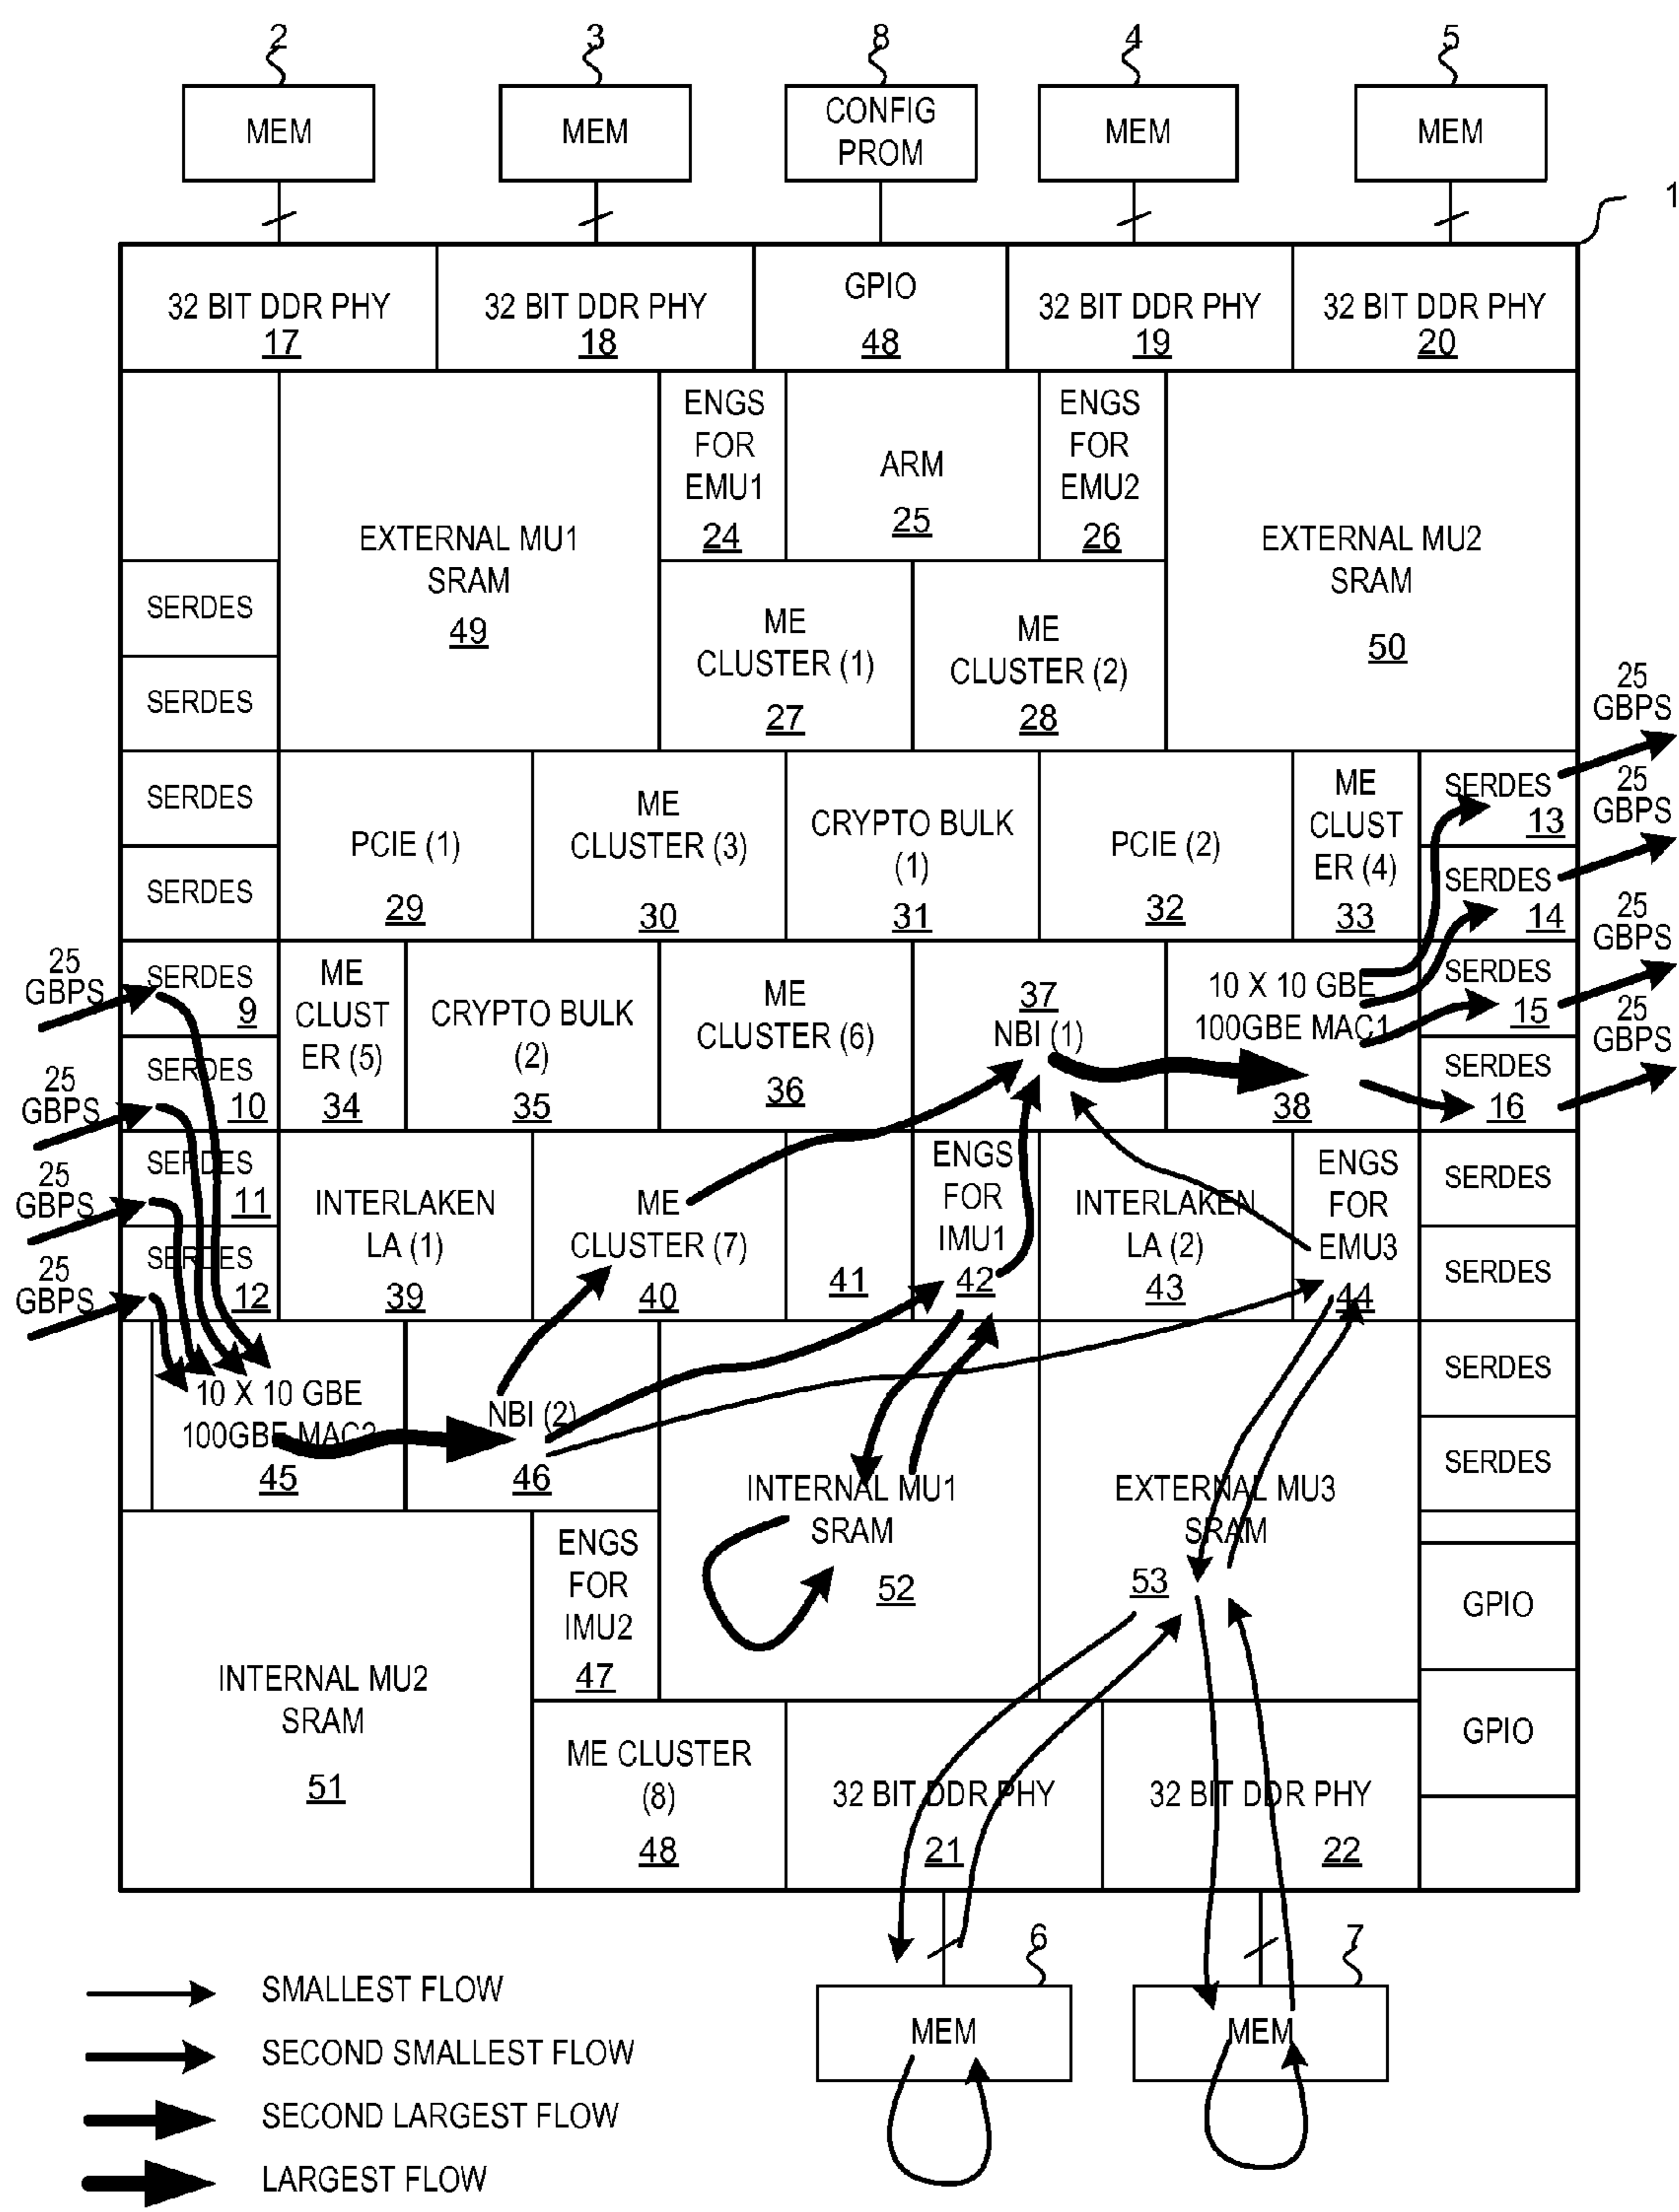 2
3
8
4
5
MEM
MEM
CONFIG
PROM
MEM
MEM
1
32 BIT DDR PHY
17
32 BIT DDR PHY
18
GPIO
48
32 BIT DDR PHY
19
32 BIT DDR PHY
20
EXTERNAL MU1
SRAM
49
ENGS
FOR
EMU1
24
ARM
25
ENGS
FOR
EMU2
26
EXTERNAL MU2
SRAM
50
SERDES
SERDES
ME
CLUSTER (1)
27
ME
CLUSTER (2)
28
SERDES
SERDES
PCIE (1)
29
ME
CLUSTER (3)
30
CRYPTO BULK
(1)
31
PCIE (2)
32
ME
CLUST
ER (4)
33
SERDES
13
SERDES
14
25
GBPS
25
GBPS
25
GBPS
25
GBPS
25
GBPS
25
GBPS
25
GBPS
25
GBPS
SERDES
9
SERDES
10
ME
CLUST
ER (5)
34
CRYPTO BULK
(2)
35
ME
CLUSTER (6)
36
37
NBI (1)
10 X 10 GBE
100GBE MAC1
38
SERDES
15
SERDES
16
SERDES
11
SERDES
12
INTERLAKEN
LA (1)
39
ME
CLUSTER (7)
40
41
ENGS
FOR
IMU1
42
INTERLAKEN
LA (2)
43
ENGS
FOR
EMU3
44
SERDES
SERDES
10 X 10 GBE
100GBE MAC2
45
NBI (2)
46
INTERNAL MU1
SRAM
52
EXTERNAL MU3
SRAM
53
SERDES
SERDES
INTERNAL MU2
SRAM
51
ENGS
FOR
IMU2
47
GPIO
GPIO
ME CLUSTER
(8)
48
32 BIT DDR PHY
21
32 BIT DDR PHY
22
6
7
MEM
MEM
SMALLEST FLOW
SECOND SMALLEST FLOW
SECOND LARGEST FLOW
LARGEST FLOW